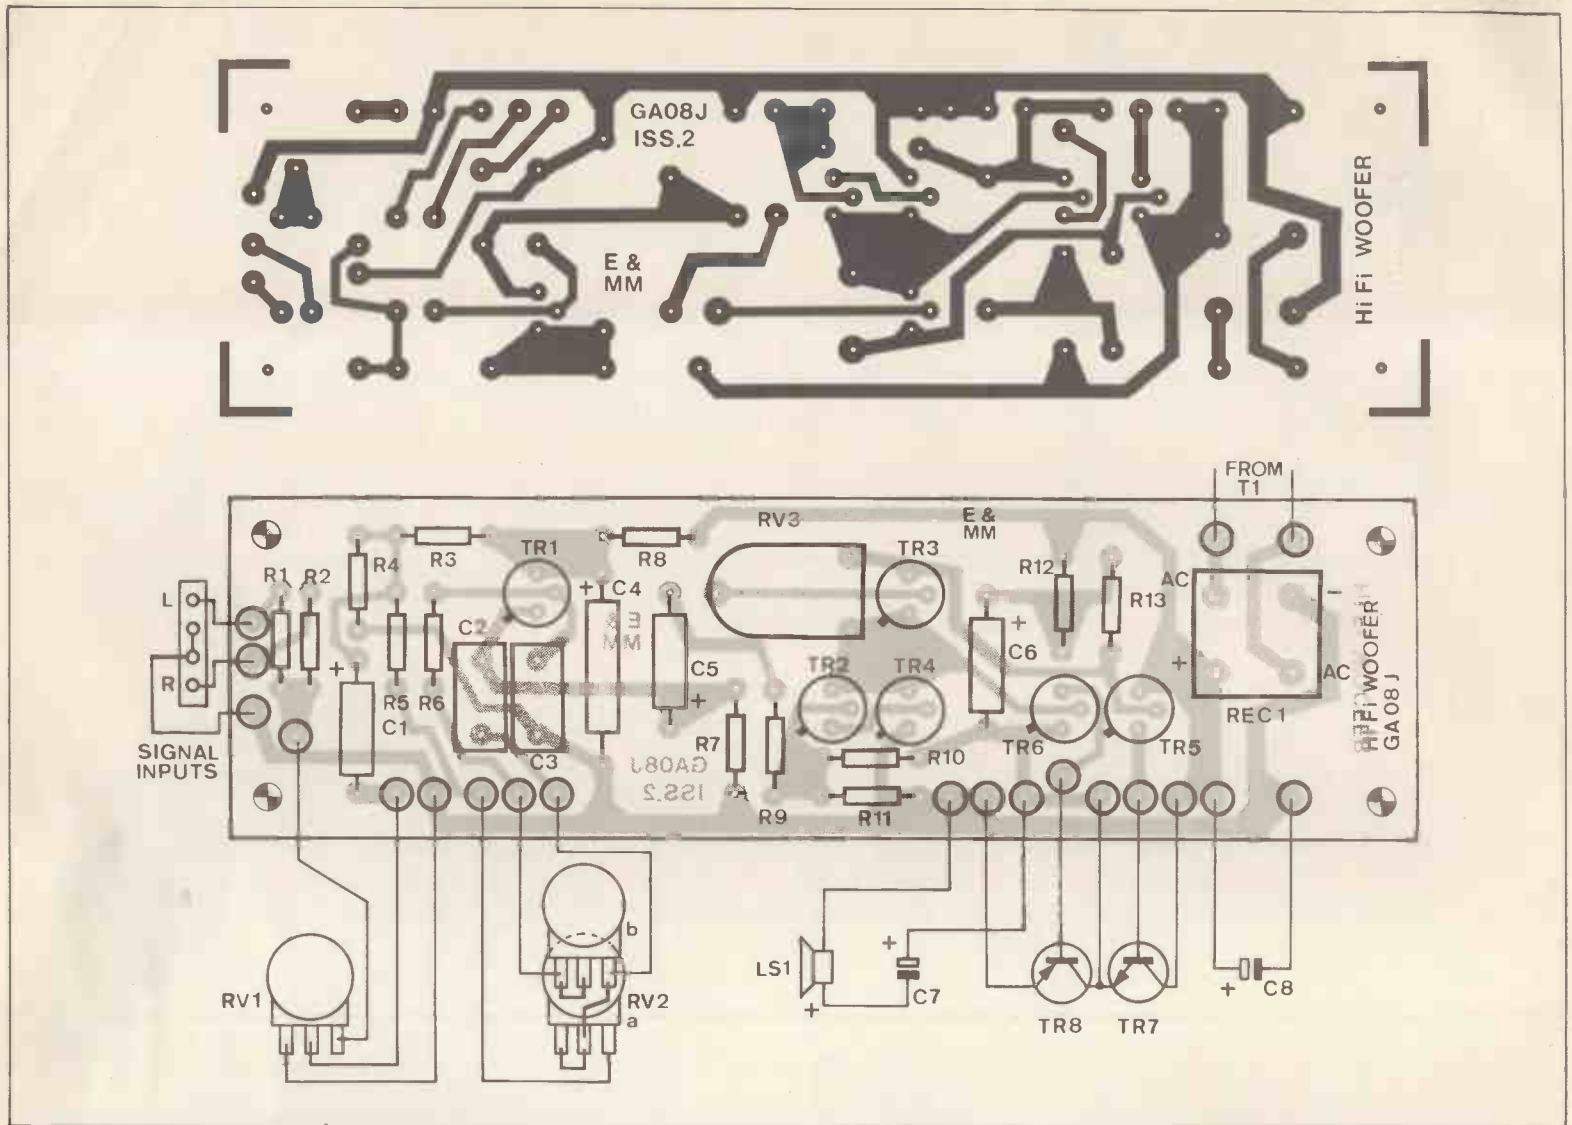 GA08J
ISS.2
E &
MM
Hi Fi WOOFER
FROM
T1
RV3
E &
MM
R3
TR1
R8
TR3
R4
R12
AC
R1
R2
R13
-
L
+
C4
C2
E &
MM
+
C6
+
C5
TR2
TR4
+
AC
R
+
R5
R6
C1
REC1
Hi Fi WOOFER
GA08J
SIGNAL
INPUTS
R7
TR6
TR5
C3
R10
GA08J
ISS.2
R9
R11
b
LS1
+
RV1
RV2
C7
+
C8
a
+
TR8
TR7